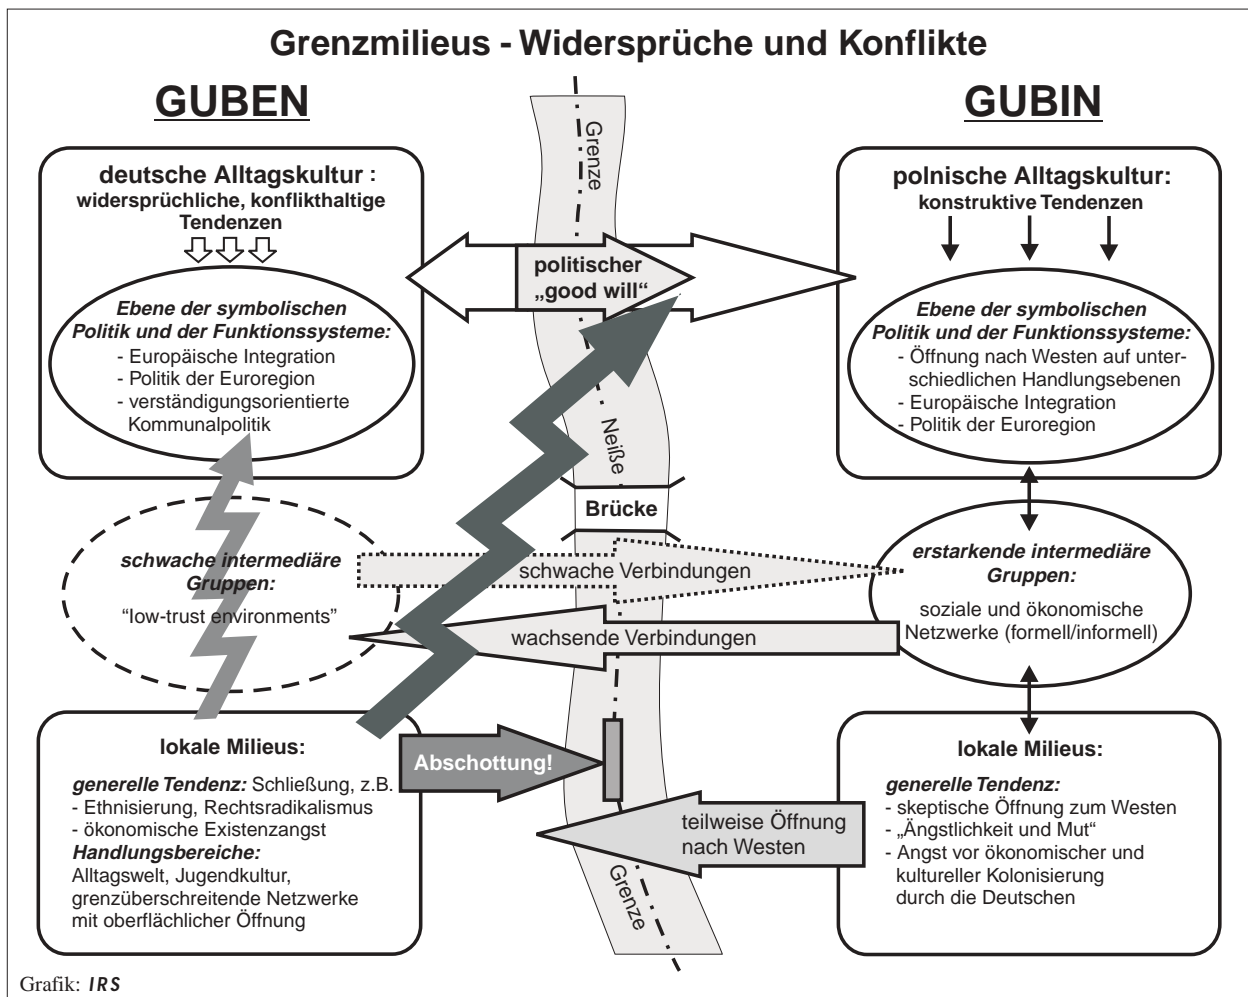 Grenzmilieus - Widersprüche und Konflikte
GUBEN
deutsche Alltagskultur :
widersprüchliche, konflikthaltige
Tendenzen
Ebene der symbolischen
Politik und der Funktionssysteme:
- Europäische Integration
- Politik der Euroregion
- verständigungsorientierte
Kommunalpolitik
schwache intermediäre
Gruppen:
“low-trust environments”
lokale Milieus:
generelle Tendenz: Schließung, z.B.
- Ethnisierung, Rechtsradikalismus
- ökonomische Existenzangst
Handlungsbereiche:
Alltagswelt, Jugendkultur,
grenzüberschreitende Netzwerke
mit oberflächlicher Öffnung
Grenze
politischer
„good will“
Neiße
Brücke
schwache Verbindungen
wachsende Verbindungen
Abschottung!
teilweise Öffnung
nach Westen
Grenze
GUBIN
polnische Alltagskultur:
konstruktive Tendenzen
Ebene der symbolischen
Politik und der Funktionssysteme:
- Öffnung nach Westen auf unter-
schiedlichen Handlungsebenen
- Europäische Integration
- Politik der Euroregion
erstarkende intermediäre
Gruppen:
soziale und ökonomische
Netzwerke (formell/informell)
lokale Milieus:
generelle Tendenz:
- skeptische Öffnung zum Westen
- „Ängstlichkeit und Mut“
- Angst vor ökonomischer und
kultureller Kolonisierung
durch die Deutschen
Grafik: IRS